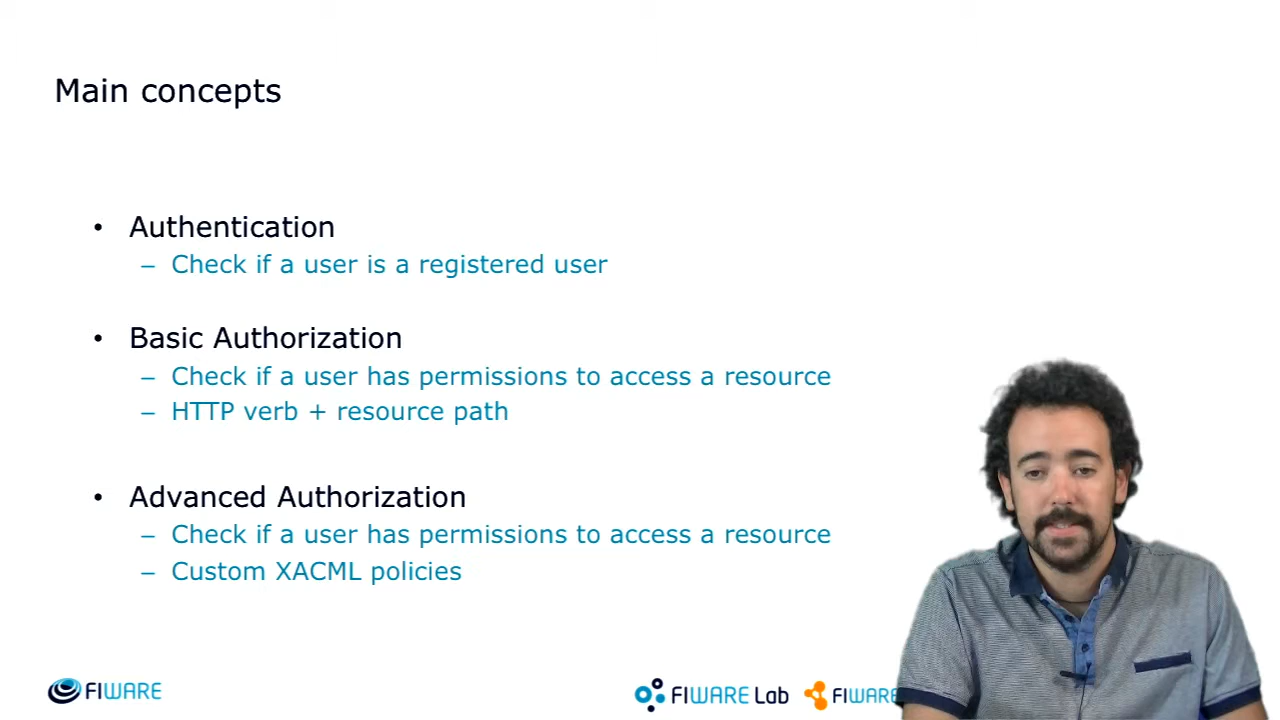 Main concepts
• Authentication
– Check if a user is a registered user
• Basic Authorization
– Check if a user has permissions to access a resource
– HTTP verb + resource path
• Advanced Authorization
– Check if a user has permissions to access a resource
– Custom XACML policies
FIWARE
FIWARE Lab
FIWARE